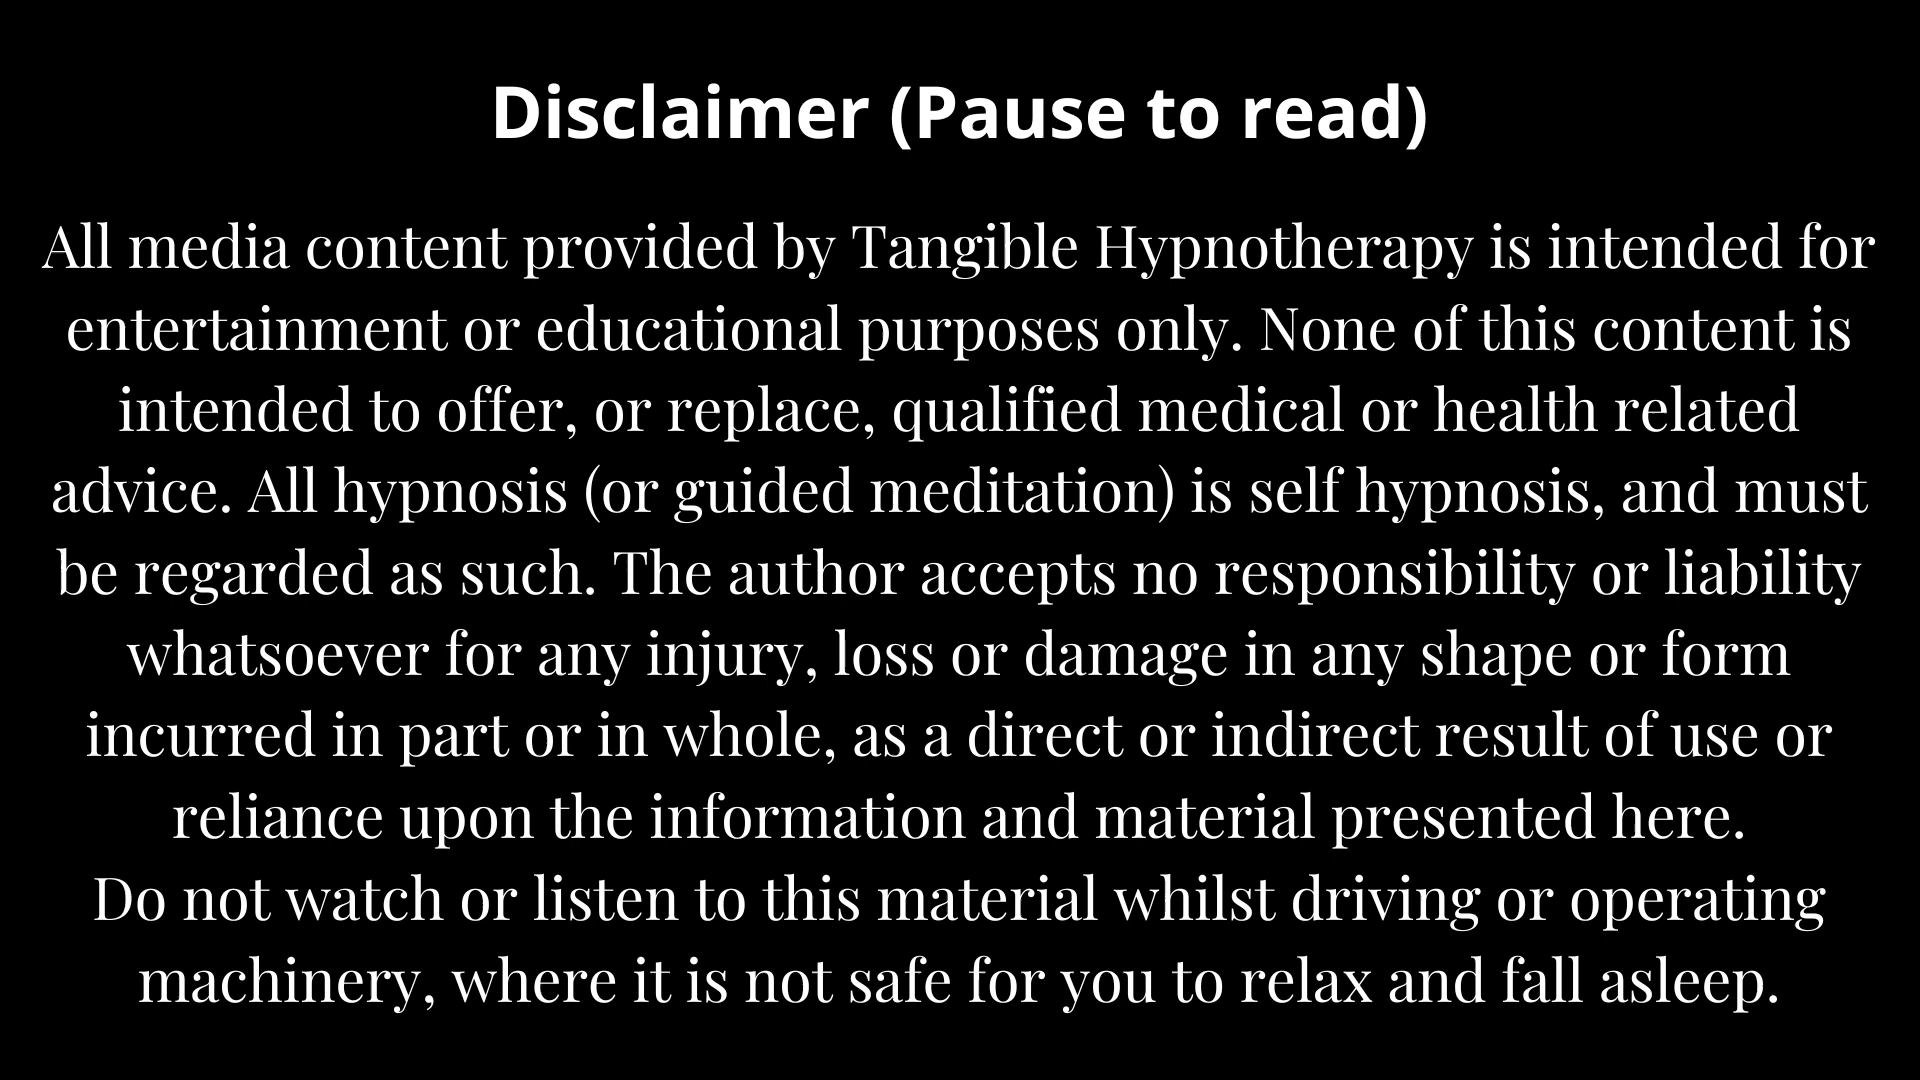 Disclaimer (Pause to read)
All media content provided by Tangible Hypnotherapy is intended for
entertainment or educational purposes only. None of this content is
intended to offer, or replace, qualified medical or health related
advice. All hypnosis (or guided meditation) is self hypnosis, and must
be regarded as such. The author accepts no responsibility or liability
whatsoever for any injury, loss or damage in any shape or form
incurred in part or in whole, as a direct or indirect result of use or
reliance upon the information and material presented here.
Do not watch or listen to this material whilst driving or operating
machinery, where it is not safe for you to relax and fall asleep.